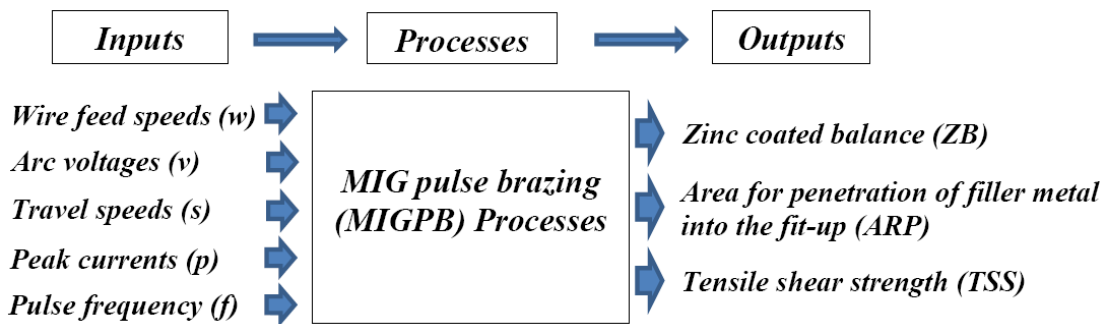 Inputs
Processes
Outputs
Wire feed speeds (w)
Arc voltages (v)
Travel speeds (s)
Peak currents (p)
Pulse frequency (f)
MIG pulse brazing
(MIGPB) Processes
Zinc coated balance (ZB)
Area for penetration of filler metal
into the fit-up (ARP)
Tensile shear strength (TSS)